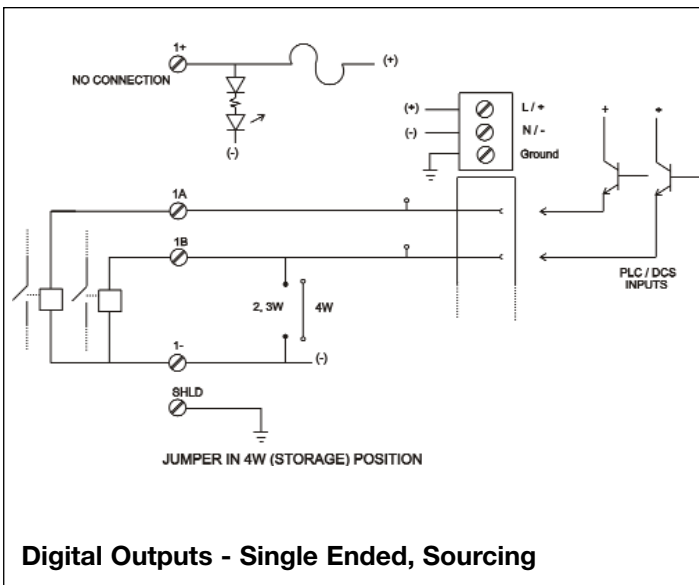 1+
NO CONNECTION
(+)
(-)
(+) L / +
(-) N / -
Ground
+ +
1A
1B
PLC / DCS
INPUTS
2, 3W 4W
1-
(-)
SHLD
JUMPER IN 4W (STORAGE) POSITION
Digital Outputs - Single Ended, Sourcing